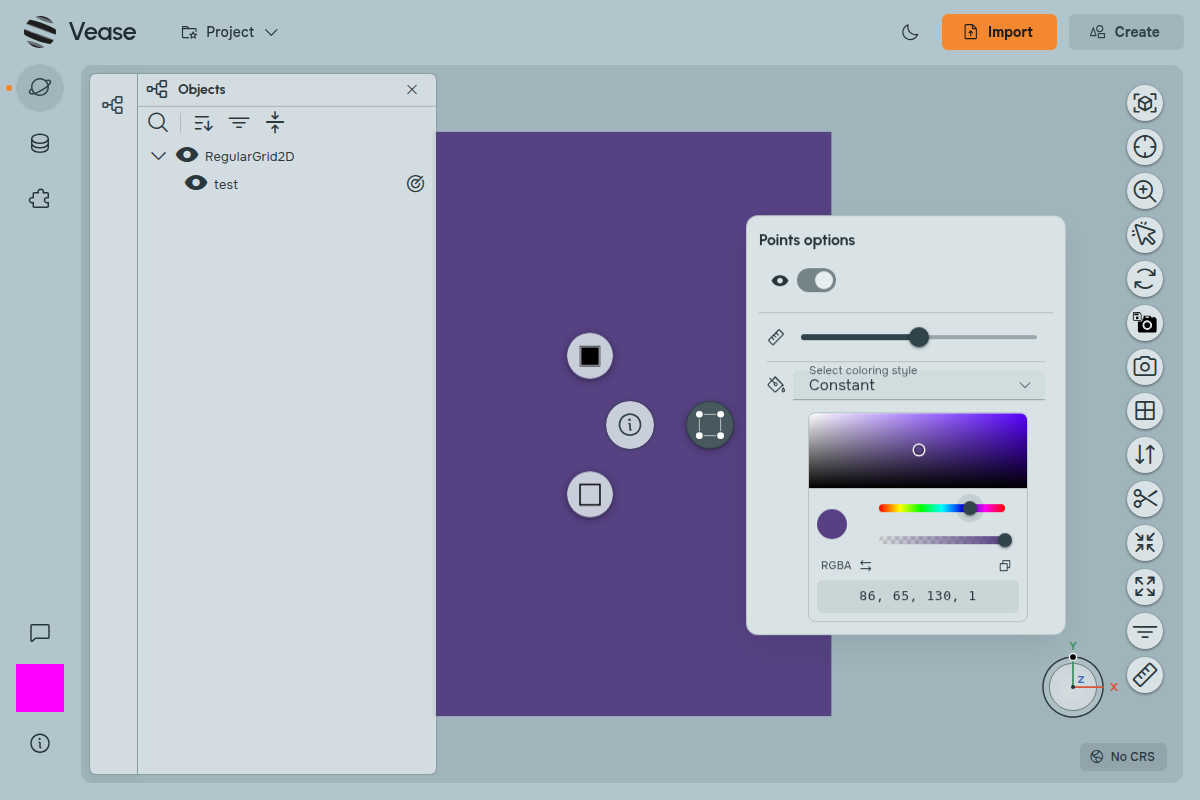 Vease
Project
Import
Create
Objects
RegularGrid2D
test
Points options
Select coloring style
Constant
RGBA
86, 65, 130, 1
Y
Z
X
No CRS